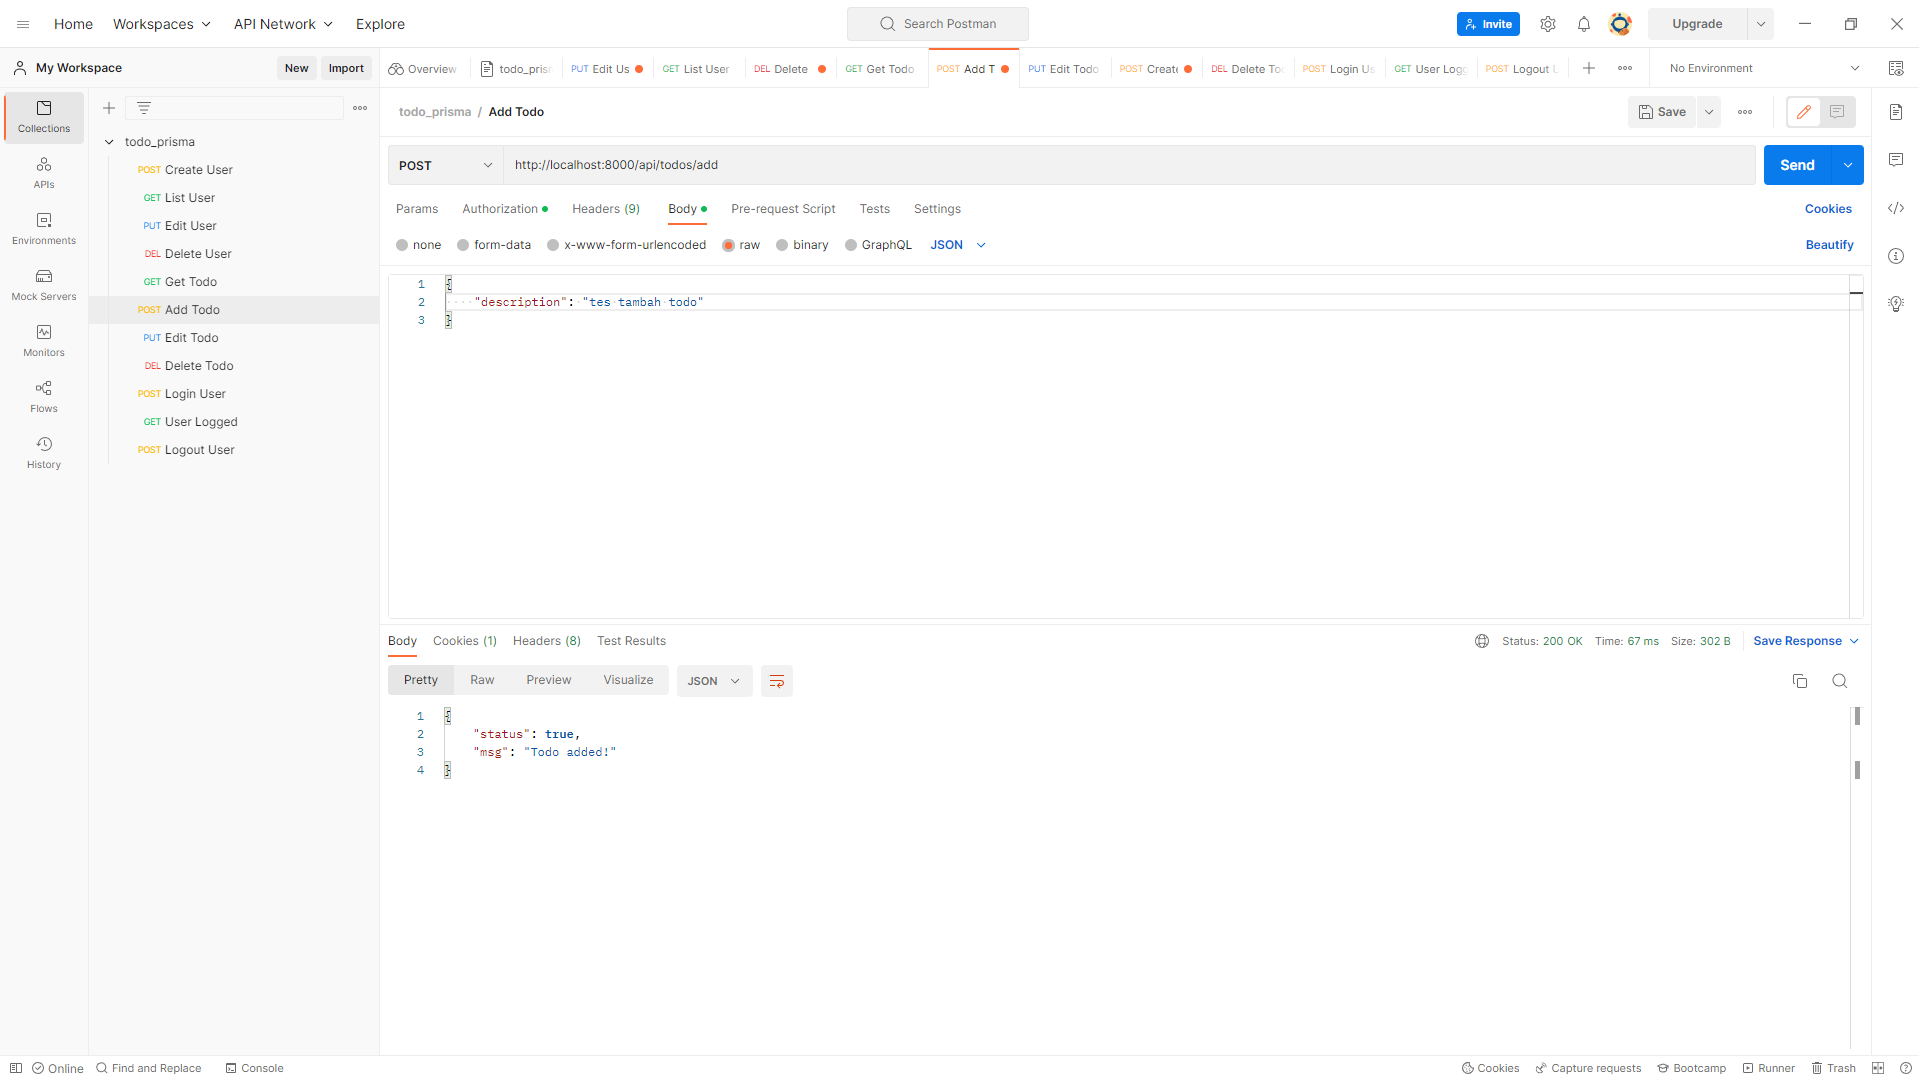 Home Workspaces API Network Explore Search Postman Invite Upgrade
My Workspace New Import
Overview todo_prism PUT Edit Us GET List User DEL Delete GET Get Todo POST Add T PUT Edit Todo POST Create DEL Delete Too POST Login Us GET User Logg POST Logout U No Environment
Collections
APIs
Environments
Mock Servers
Monitors
Flows
History
todo_prisma
POST Create User
GET List User
PUT Edit User
DEL Delete User
GET Get Todo
POST Add Todo
PUT Edit Todo
DEL Delete Todo
POST Login User
GET User Logged
POST Logout User
todo_prisma / Add Todo Save
POST http://localhost:8000/api/todos/add Send
Params Authorization Headers (9) Body Pre-request Script Tests Settings Cookies
none form-data x-www-form-urlencoded raw binary GraphQL JSON Beautify
1 {
2 "description": "tes tambah todo"
3 }
Body Cookies (1) Headers (8) Test Results Status: 200 OK Time: 67 ms Size: 302 B Save Response
Pretty Raw Preview Visualize JSON
1 {
2 "status": true,
3 "msg": "Todo added!"
4 }
Online Find and Replace Console Cookies Capture requests Bootcamp Runner Trash